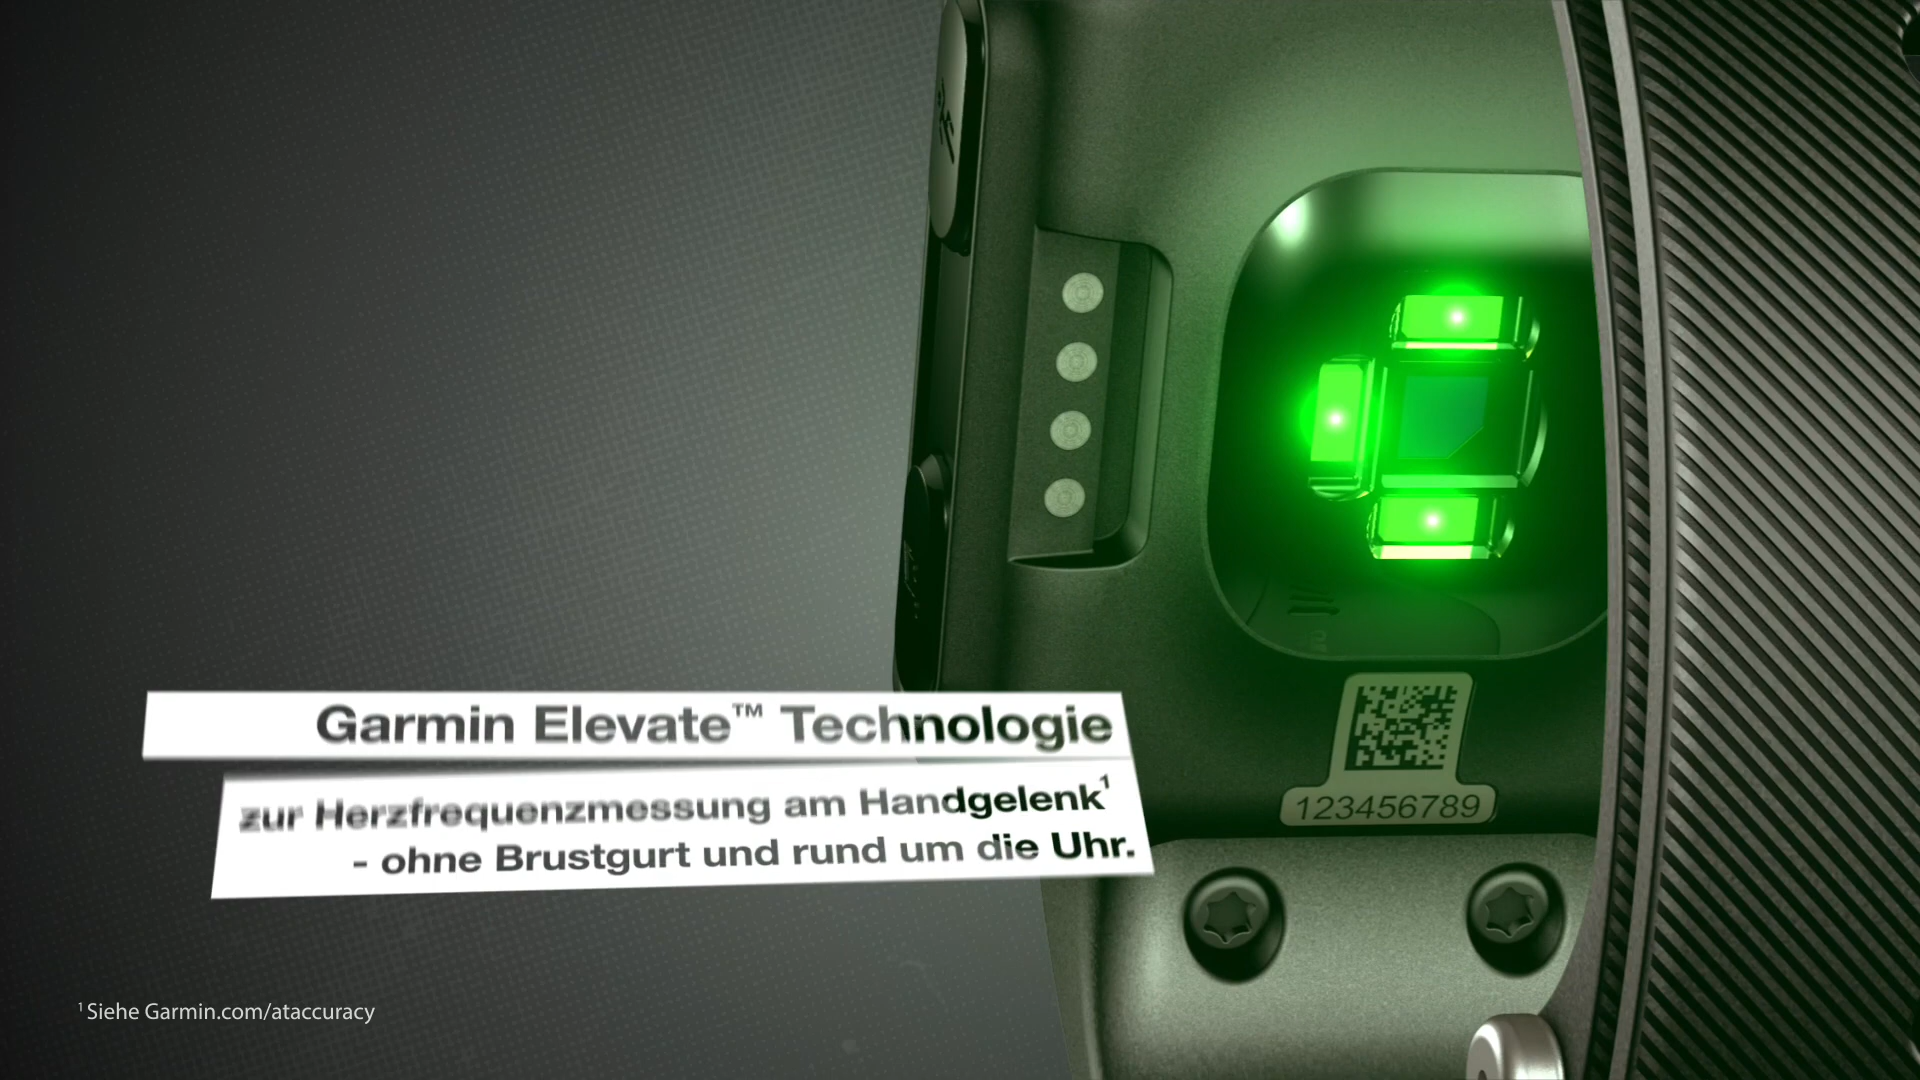 Garmin Elevate™ Technologie
zur Herzfrequenzmessung am Handgelenk¹
- ohne Brustgurt und rund um die Uhr.
123456789
¹ Siehe Garmin.com/ataccuracy